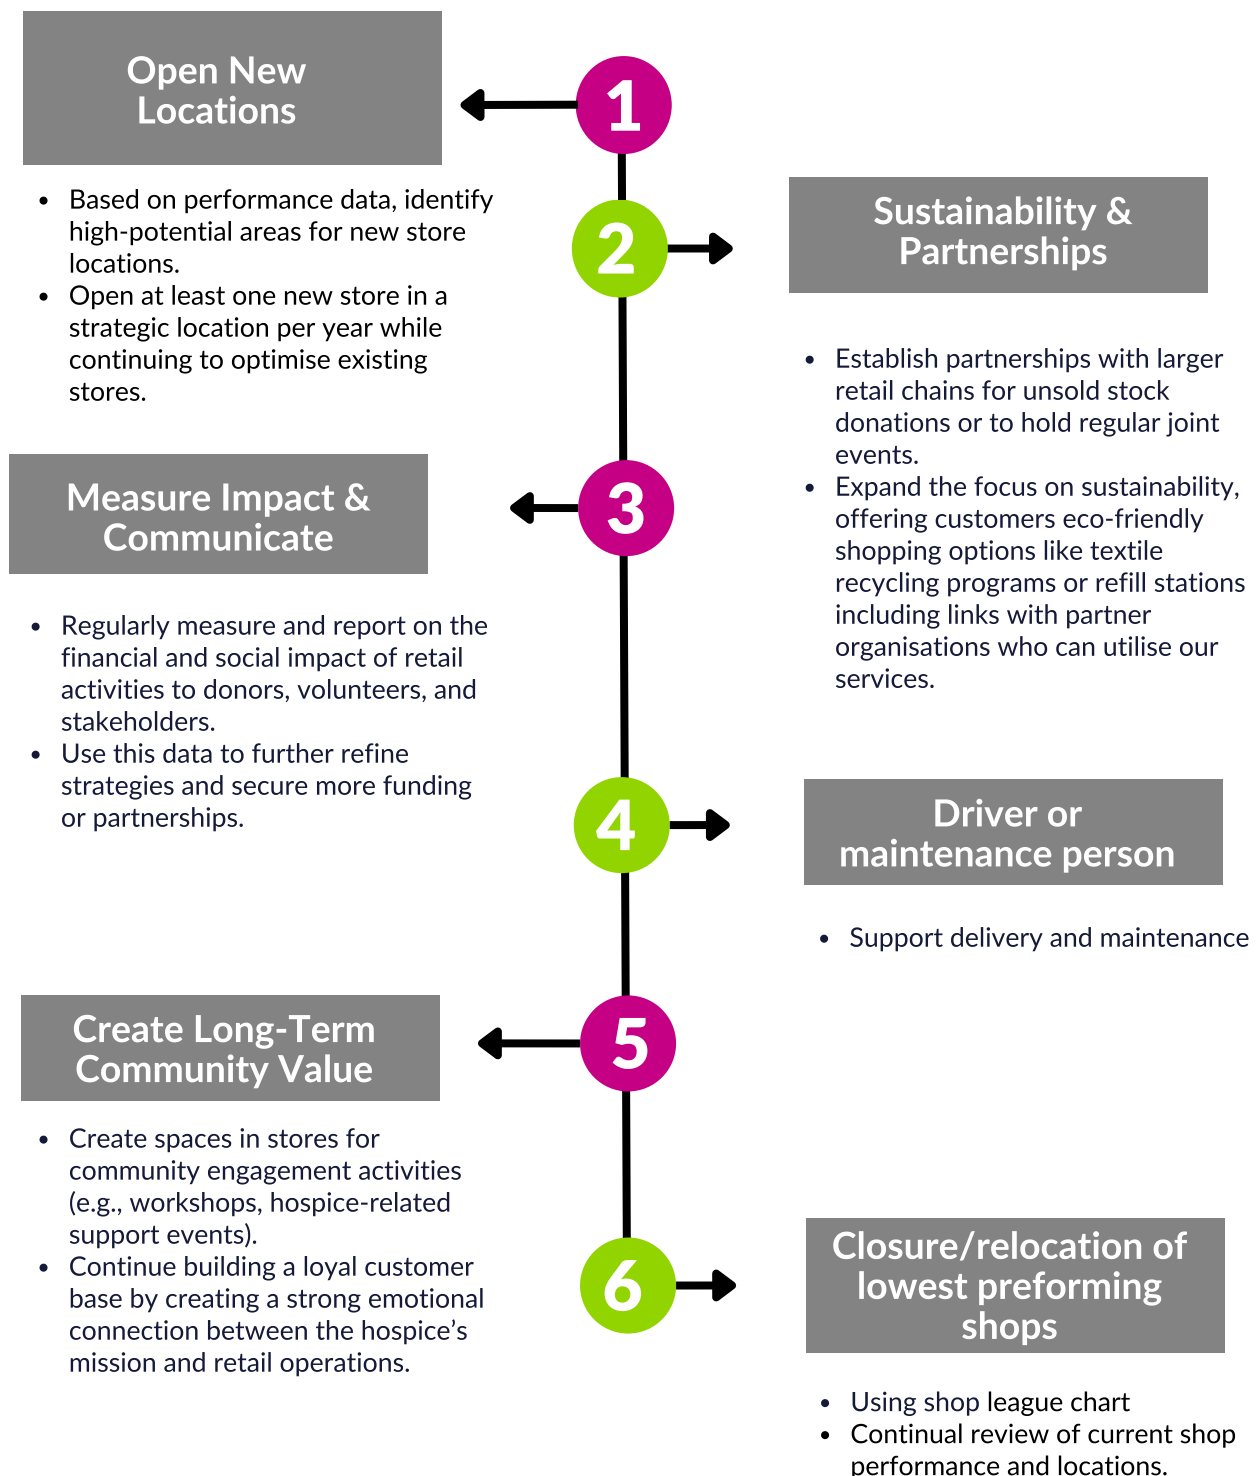 1
Open New
Locations
• Based on performance data, identify
high-potential areas for new store
locations.
• Open at least one new store in a
strategic location per year while
continuing to optimise existing
stores.
2
Sustainability &
Partnerships
• Establish partnerships with larger
retail chains for unsold stock
donations or to hold regular joint
events.
• Expand the focus on sustainability,
offering customers eco-friendly
shopping options like textile
recycling programs or refill stations
including links with partner
organisations who can utilise our
services.
3
Measure Impact &
Communicate
• Regularly measure and report on the
financial and social impact of retail
activities to donors, volunteers, and
stakeholders.
• Use this data to further refine
strategies and secure more funding
or partnerships.
4
Driver or
maintenance person
• Support delivery and maintenance
5
Create Long-Term
Community Value
• Create spaces in stores for
community engagement activities
(e.g., workshops, hospice-related
support events).
• Continue building a loyal customer
base by creating a strong emotional
connection between the hospice’s
mission and retail operations.
6
Closure/relocation of
lowest preforming
shops
• Using shop league chart
• Continual review of current shop
performance and locations.